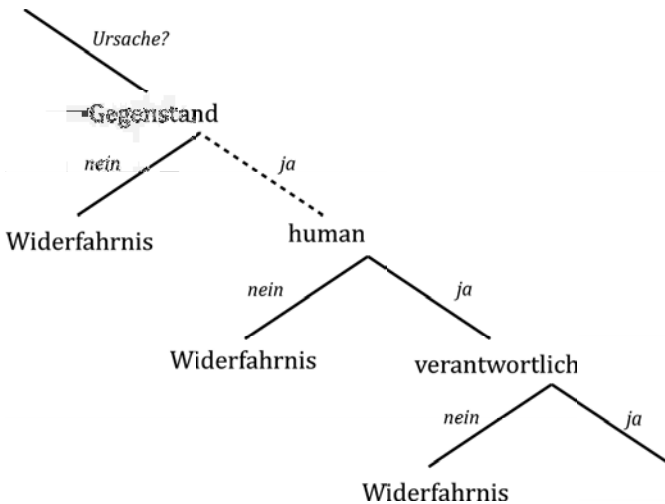 Ursache?
Gegenstand
nein
ja
Widerfahrnis
human
nein
ja
Widerfahrnis
verantwortlich
nein
ja
Widerfahrnis